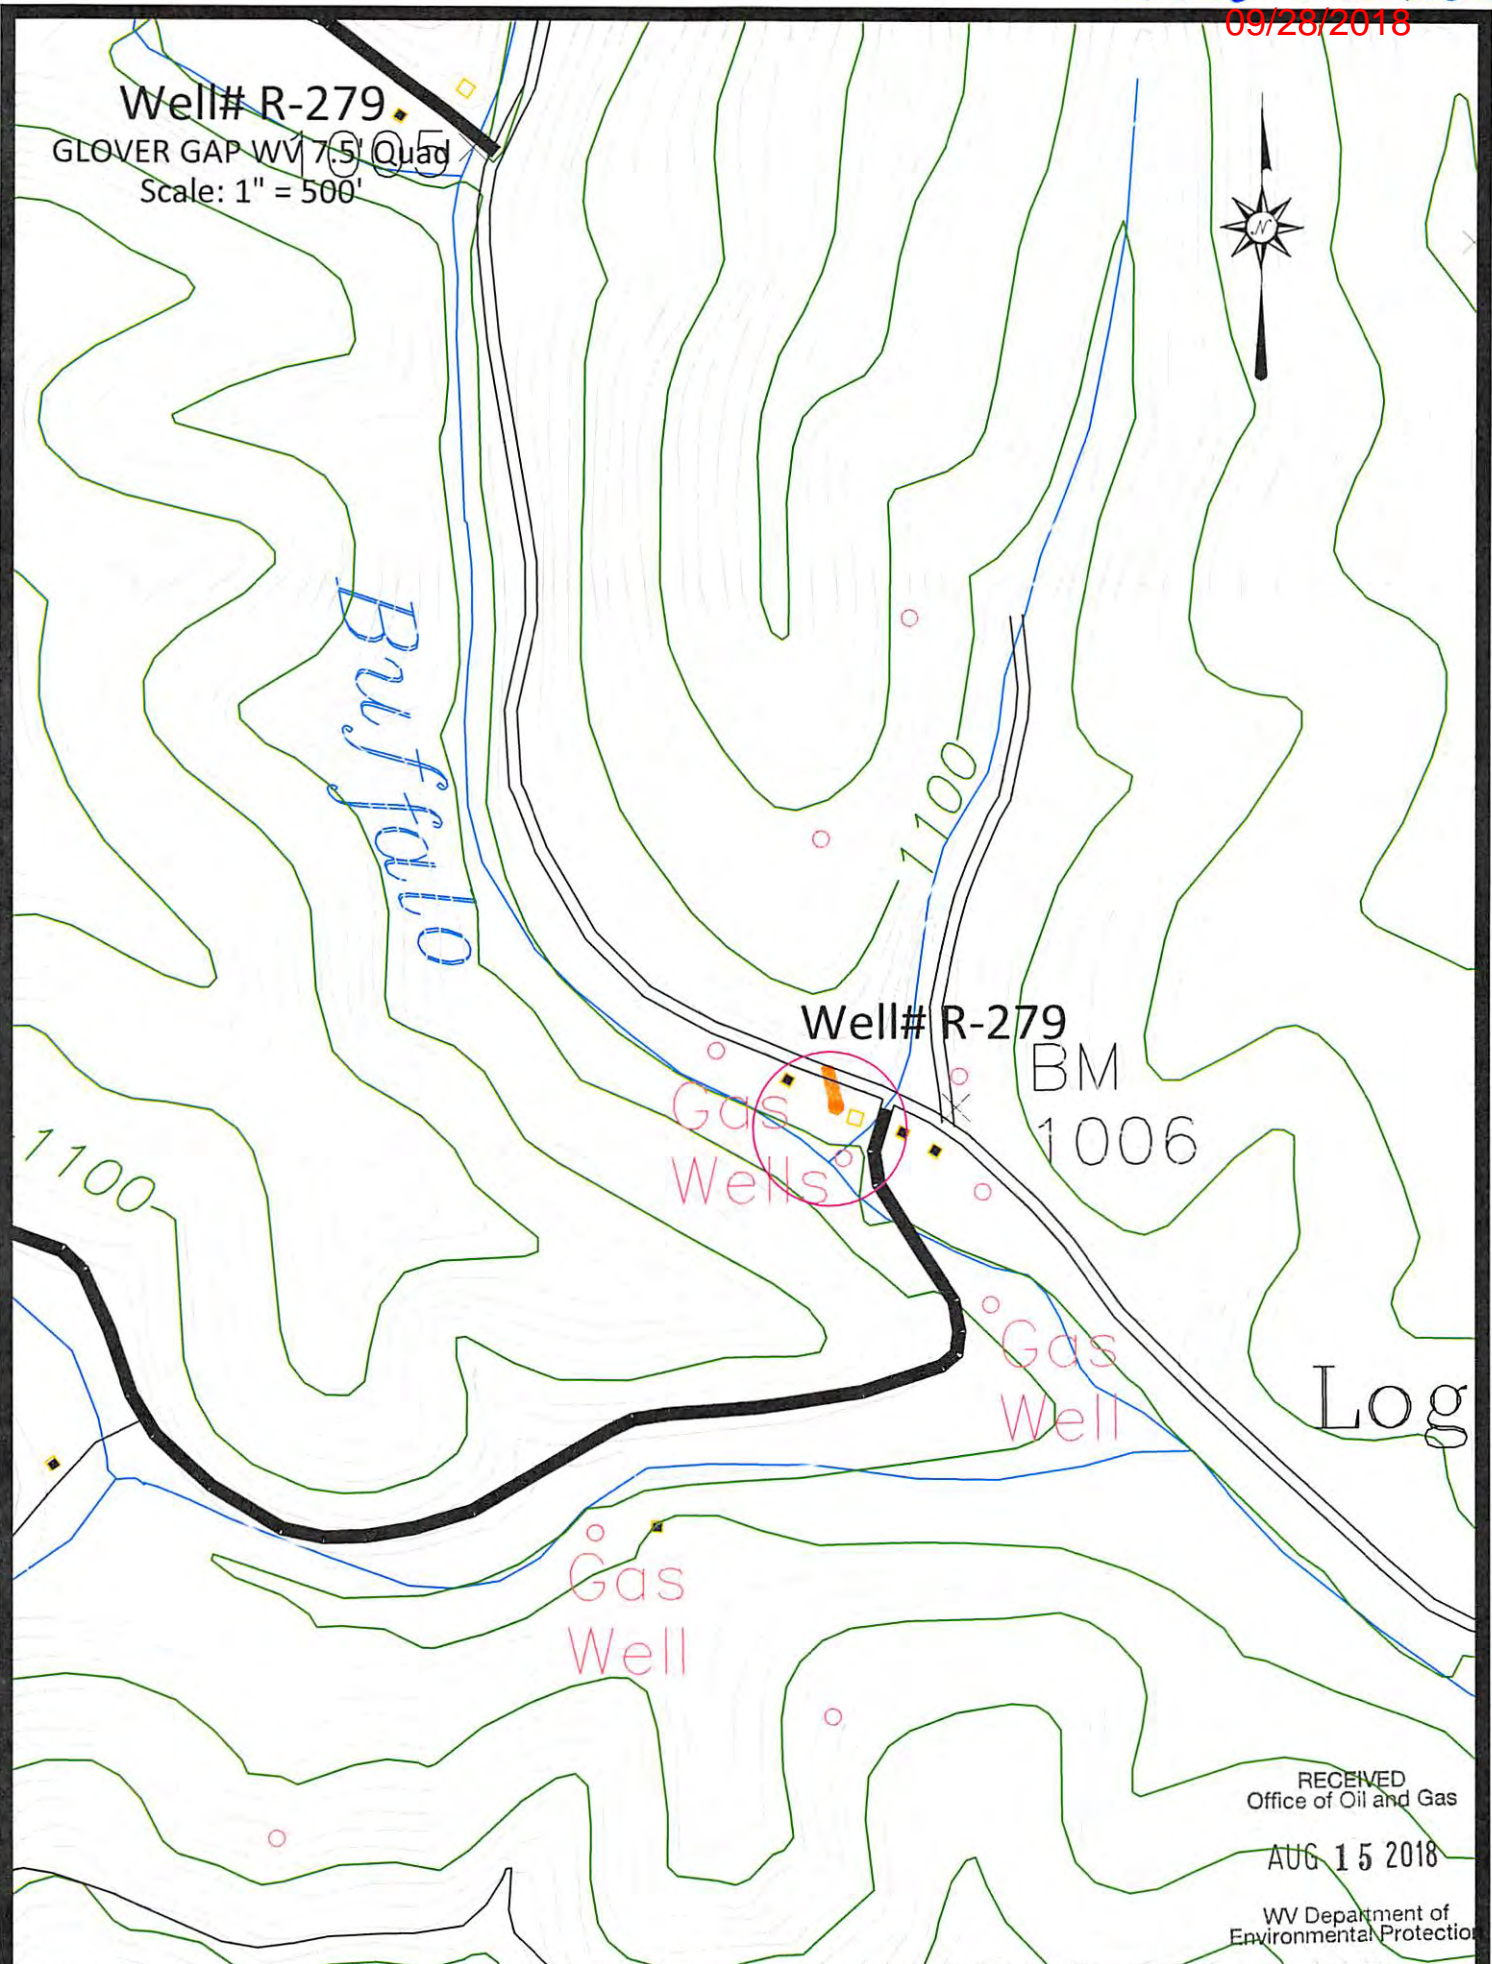 09/28/2018
Well# R-279
1005
GLOVER GAP WV 7.5' Quad
Scale: 1" = 500'
N
Buffalo
1100
Well# R-279
BM
1006
Gas
Wells
1100
Gas
Well
Log
Gas
Well
RECEIVED
Office of Oil and Gas
AUG 15 2018
WV Department of
Environmental Protection